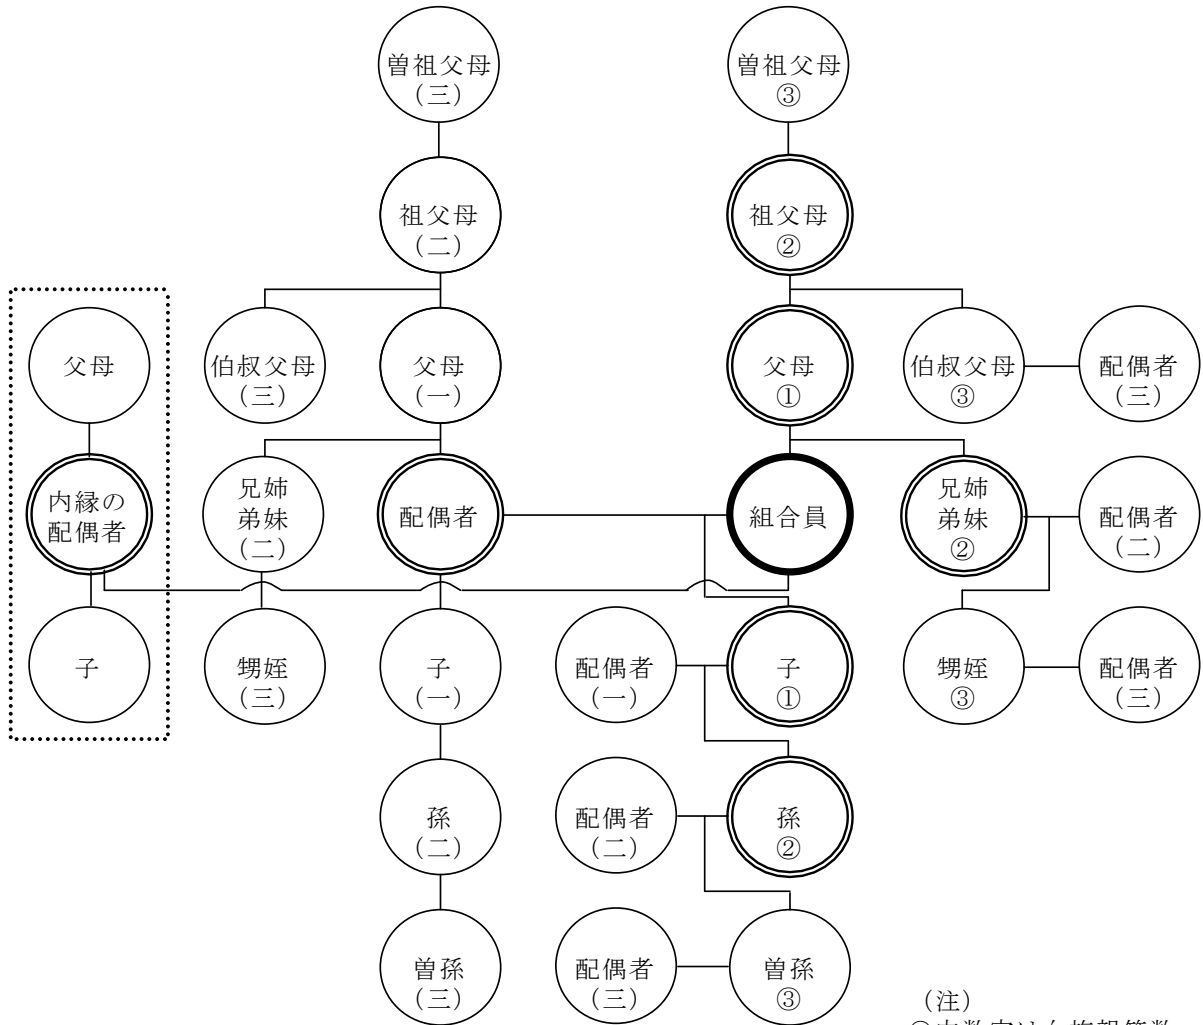 曽祖父母
（三）
曽祖父母
③
祖父母
（二）
祖父母
②
父母
伯叔父母
（三）
父母
（一）
父母
①
伯叔父母
③
配偶者
（三）
内縁の
配偶者
兄姉
弟妹
（二）
配偶者
組合員
兄姉
弟妹
②
配偶者
（二）
子
甥姪
（三）
子
（一）
配偶者
（一）
子
①
甥姪
③
配偶者
（三）
孫
（二）
配偶者
（二）
孫
②
曽孫
（三）
配偶者
（三）
曽孫
③
（注）